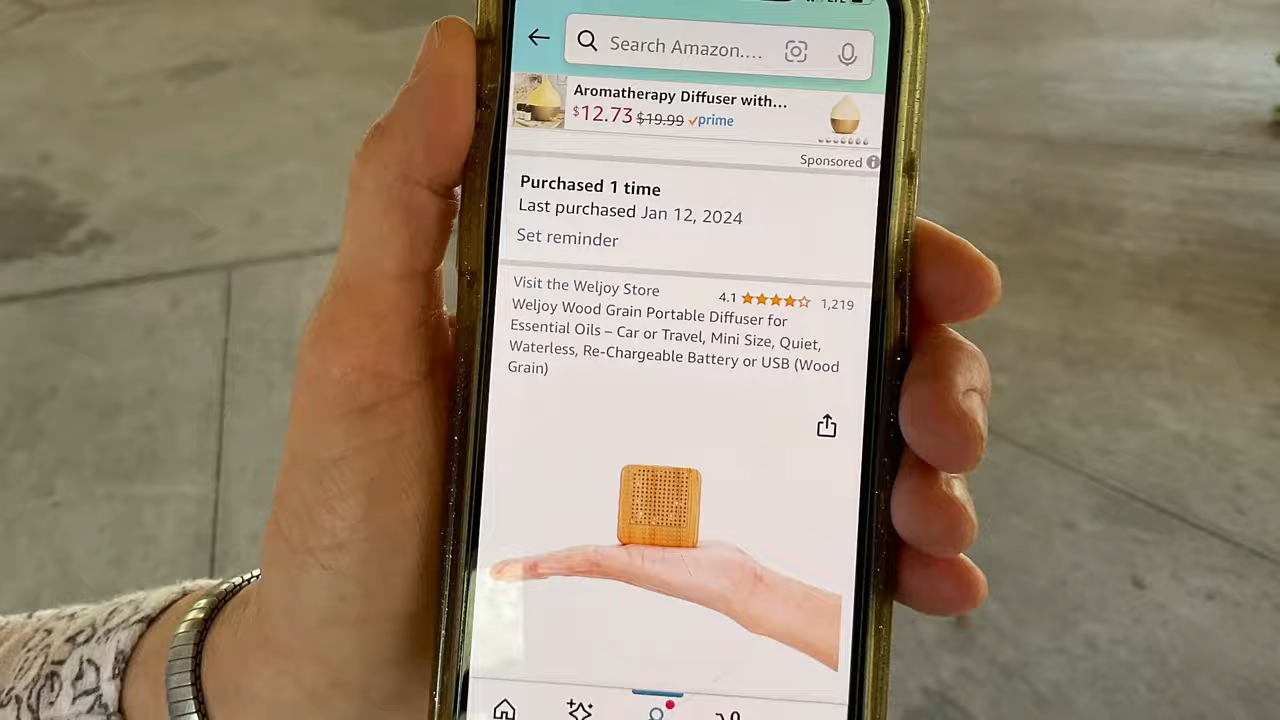 LTE
Search Amazon....
Aromatherapy Diffuser with...
$12.73 $19.99 ✓prime
Sponsored
Purchased 1 time
Last purchased Jan 12, 2024
Set reminder
Visit the Weljoy Store
4.1 1,219
Weljoy Wood Grain Portable Diffuser for
Essential Oils – Car or Travel, Mini Size, Quiet,
Waterless, Re-Chargeable Battery or USB (Wood
Grain)